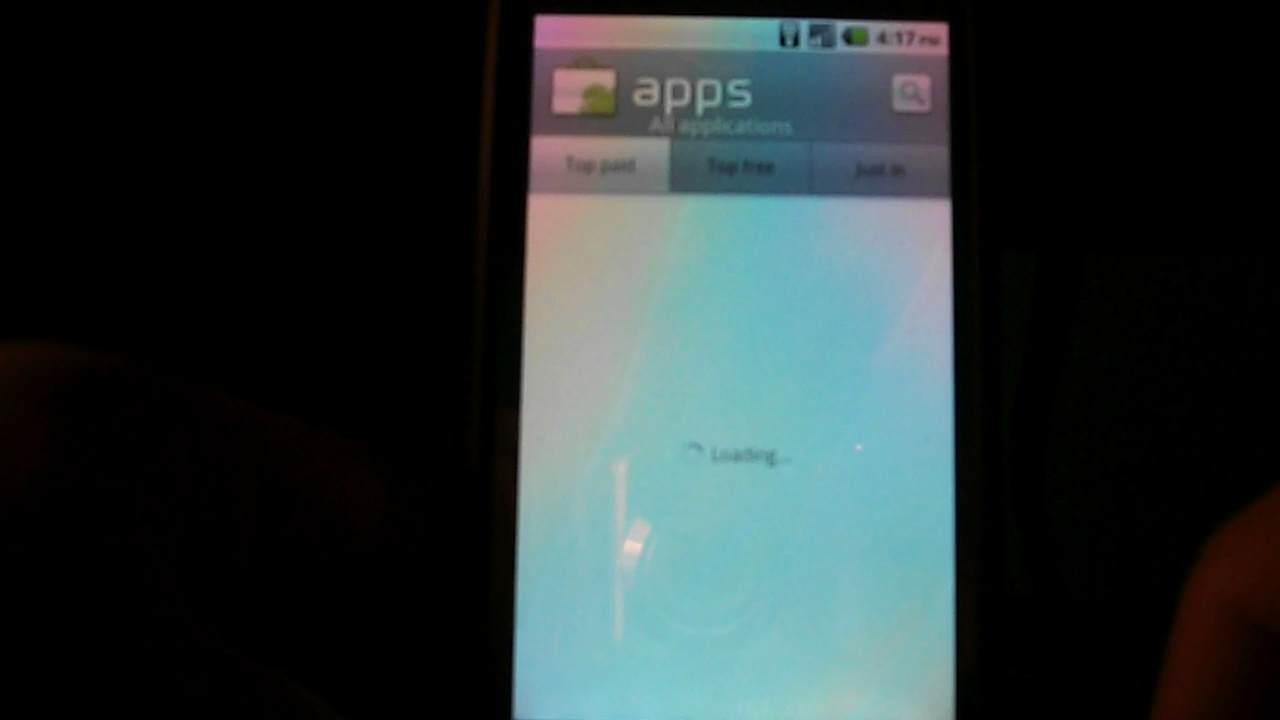 4:17 PM
apps
All applications
Top paid Top free Just in
Loading...